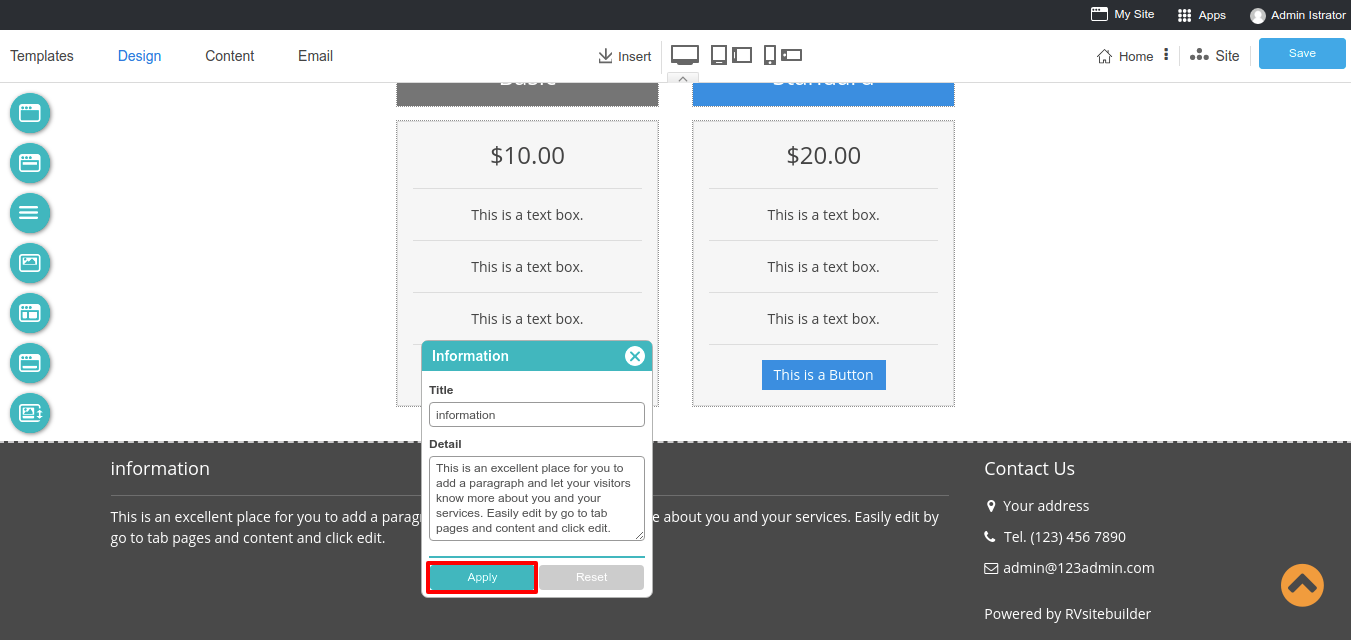 My Site
Apps
Admin Istrator
Templates
Design
Content
Email
Insert
Home
Site
Save
Basic
Standard
$10.00
$20.00
This is a text box.
This is a text box.
This is a text box.
This is a text box.
This is a text box.
This is a text box.
This is a Button
Information
Title
information
Detail
This is an excellent place for you to
add a paragraph and let your visitors
know more about you and your
services. Easily edit by go to tab
pages and content and click edit.
Apply
Reset
information
This is an excellent place for you to add a parag
e about you and your services. Easily edit by
go to tab pages and content and click edit.
Contact Us
Your address
Tel. (123) 456 7890
admin@123admin.com
Powered by RVsitebuilder